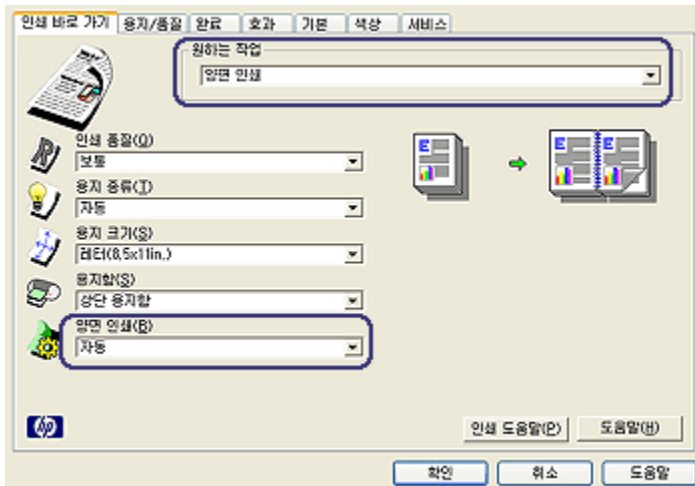 인쇄 바로 가기 용지/품질 완료 효과 기본 색상 서비스
원하는 작업
양면 인쇄
인쇄 품질(Q)
보통
용지 종류(T)
자동
용지 크기(S)
레터(8.5x11in.)
용지함(S)
상단 용지함
양면 인쇄(B)
자동
E E E
hp
인쇄 도움말(P) 도움말(H)
확인 취소 도움말